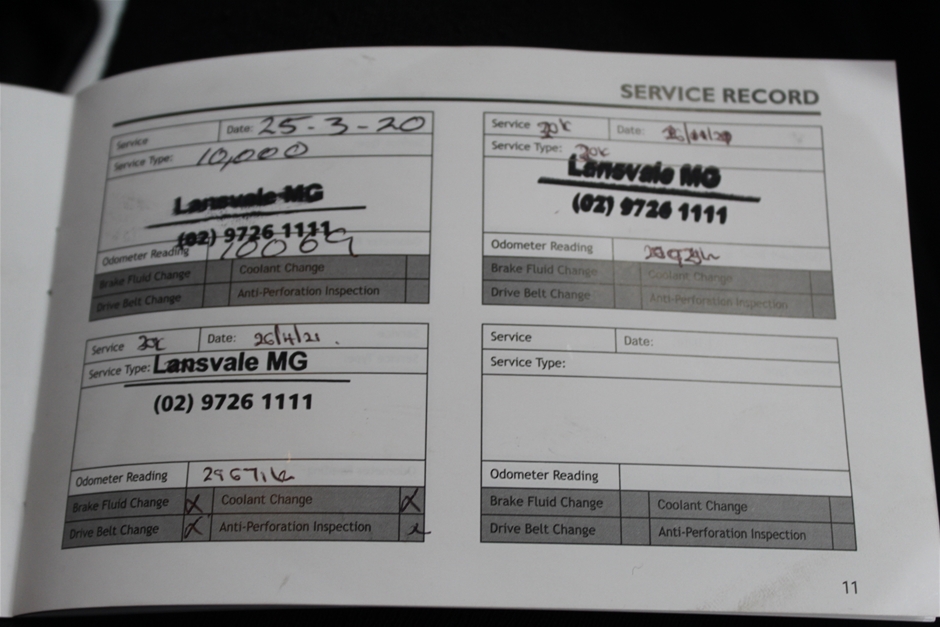 SERVICE RECORD
Service Date: 25-3-20
Service Type: 10,000
Lansvale MG
(02) 9726 1111
Odometer Reading 10069
Brake Fluid Change Coolant Change
Drive Belt Change Anti-Perforation Inspection
Service 20K Date:
Service Type: 20K
Lansvale MG
(02) 9726 1111
Odometer Reading
Brake Fluid Change Coolant Change
Drive Belt Change Anti-Perforation Inspection
Service 30K Date: 26/4/21.
Service Type: Lansvale MG
(02) 9726 1111
Odometer Reading
Brake Fluid Change X Coolant Change X
Drive Belt Change X Anti-Perforation Inspection X
Service Date:
Service Type:
Odometer Reading
Brake Fluid Change Coolant Change
Drive Belt Change Anti-Perforation Inspection
11